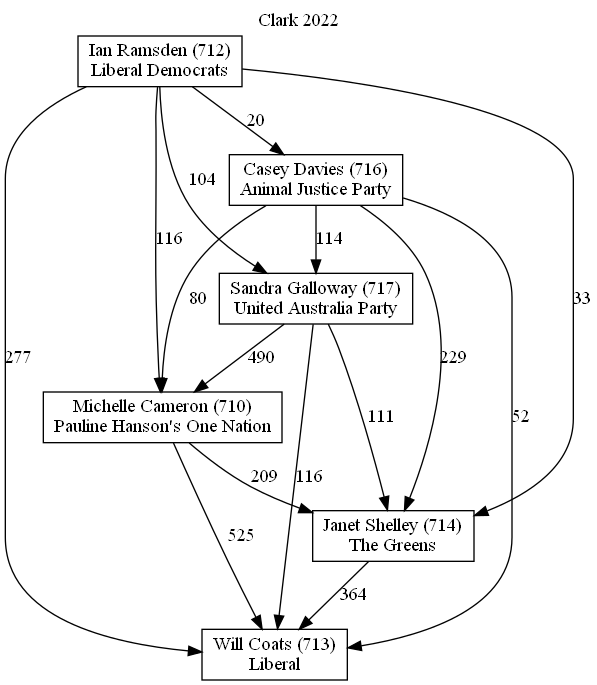 Clark 2022
Ian Ramsden (712)
Liberal Democrats
20
Casey Davies (716)
Animal Justice Party
104
116
114
Sandra Galloway (717)
United Australia Party
80
33
277
490
229
Michelle Cameron (710)
Pauline Hanson's One Nation
111
52
209
116
Janet Shelley (714)
The Greens
525
364
Will Coats (713)
Liberal